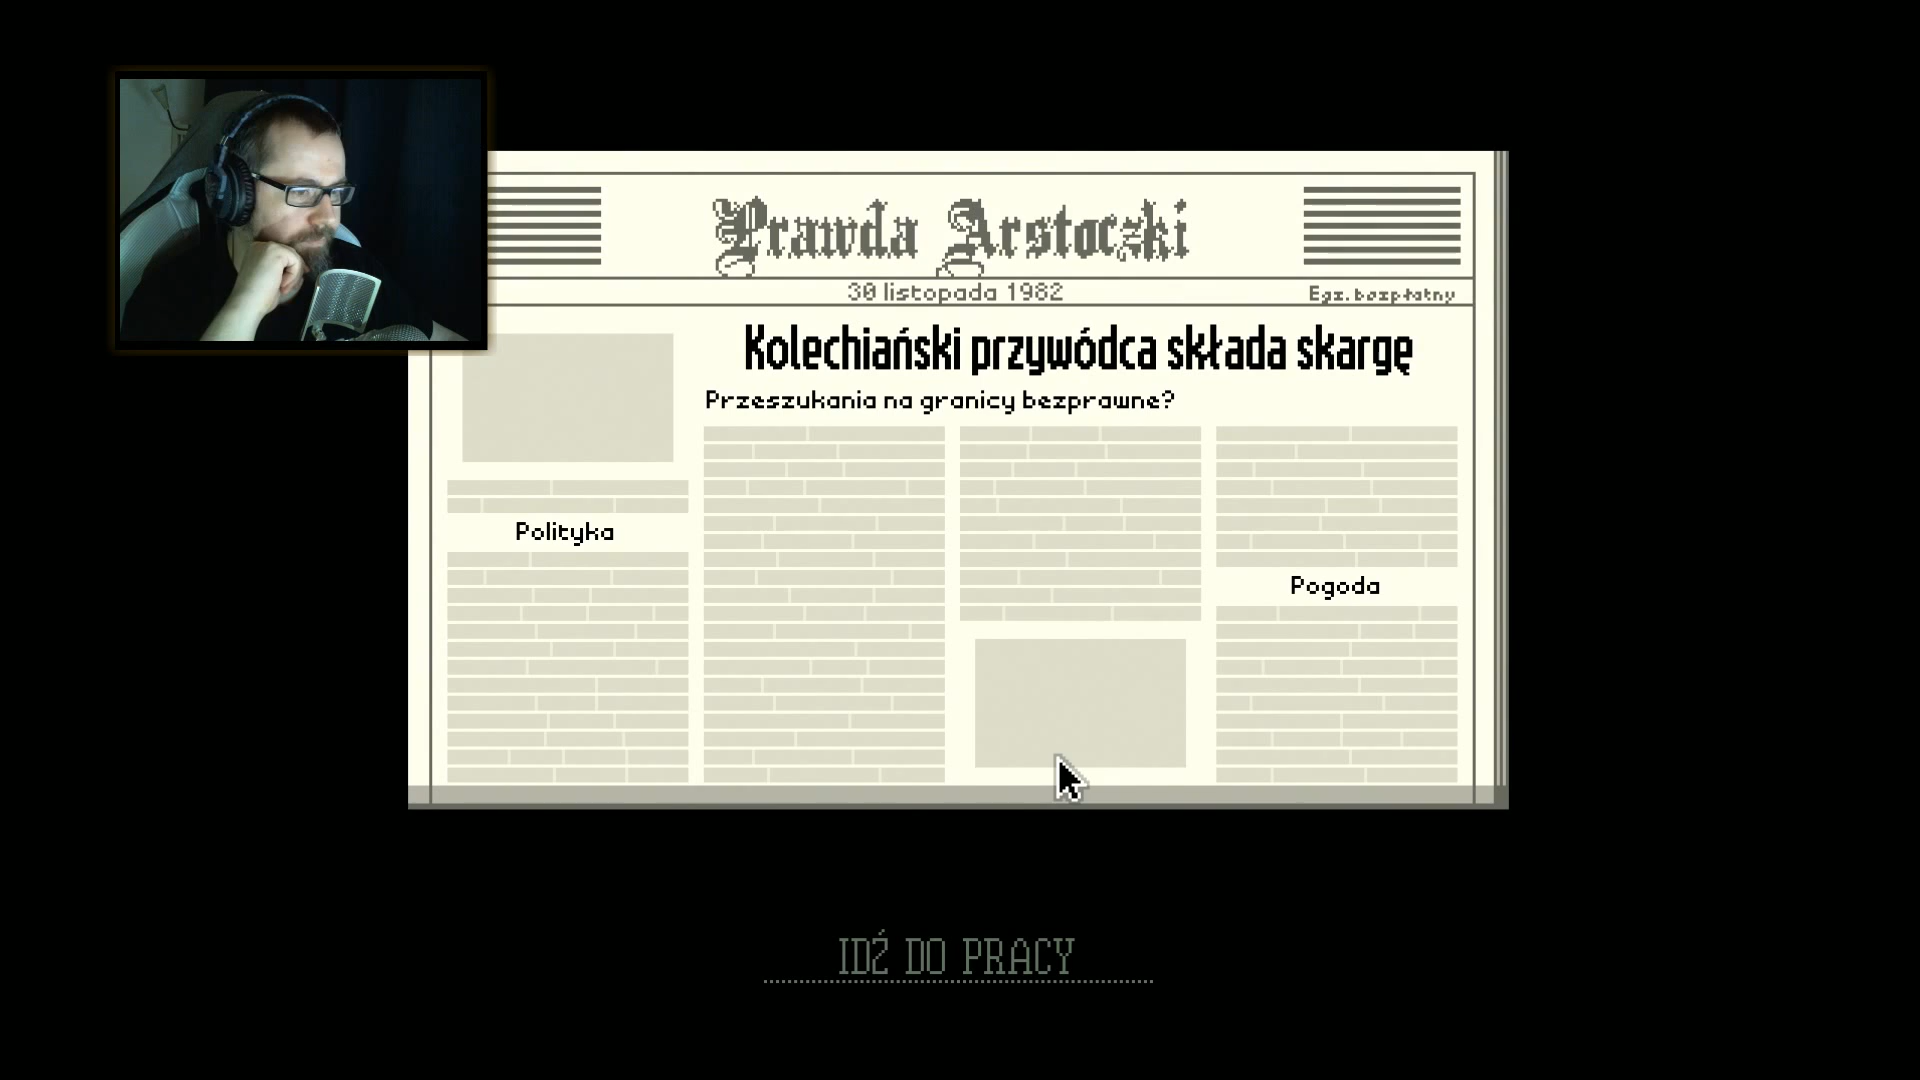 Prawda Arstoczki
30 listopada 1982
Egz. bezpłatny
Kolechiański przywódca składa skargę
Przeszukania na granicy bezprawne?
Polityka
Pogoda
IDŹ DO PRACY